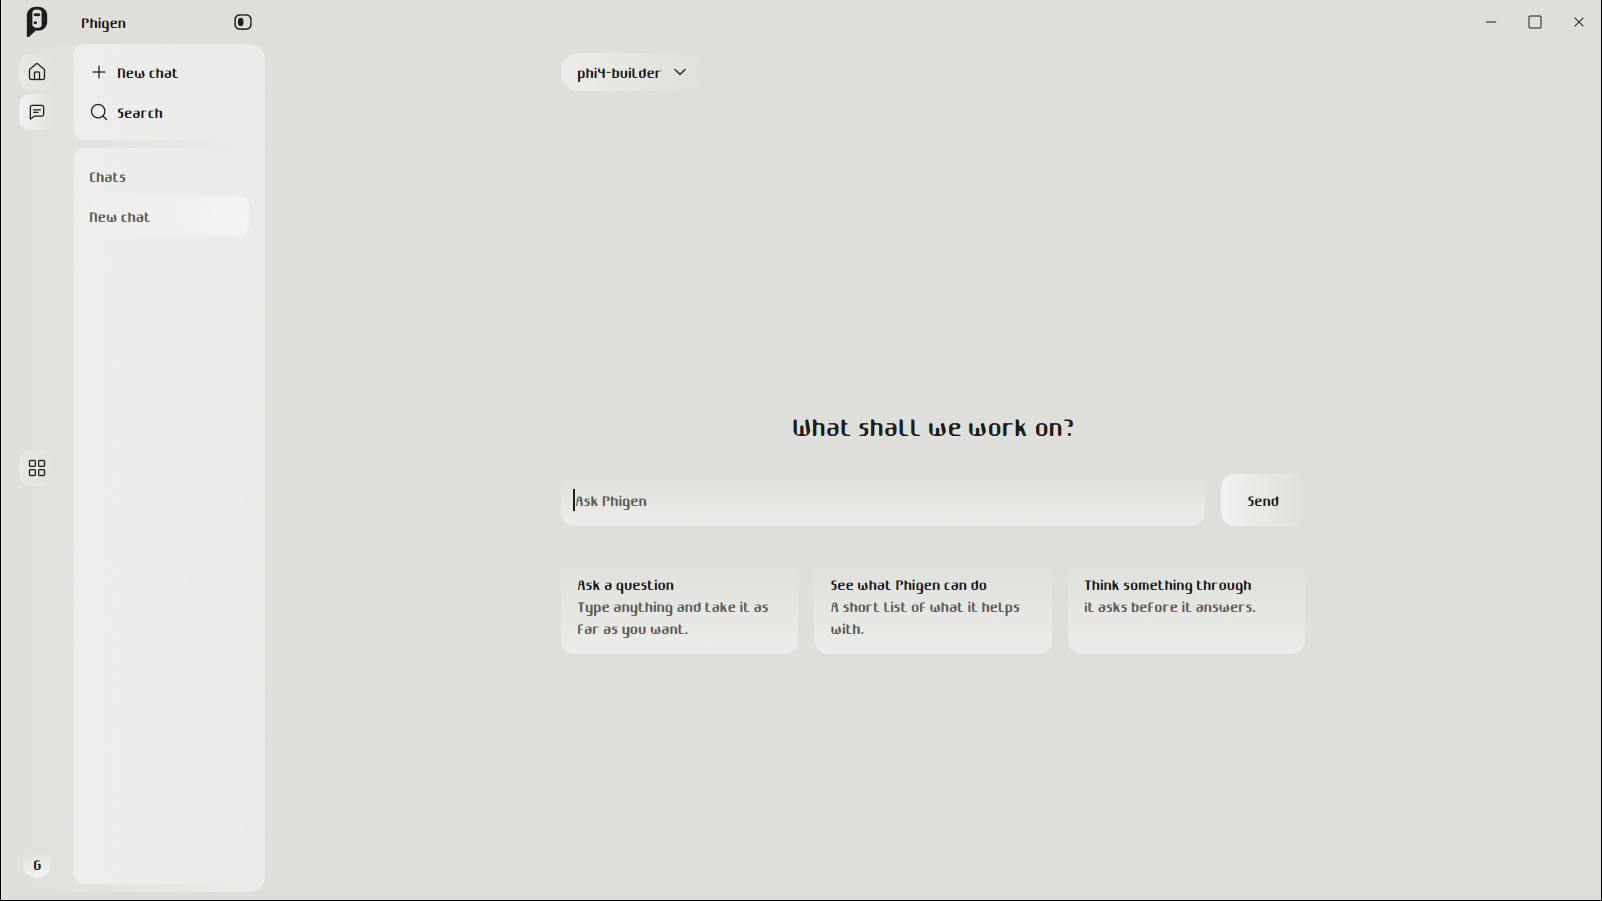 Phigen
New chat
Search
Chats
New chat
G
phi4-builder
What shall we work on?
Ask Phigen
Send
Ask a question
Type anything and take it as
far as you want.
See what Phigen can do
A short list of what it helps
with.
Think something through
it asks before it answers.